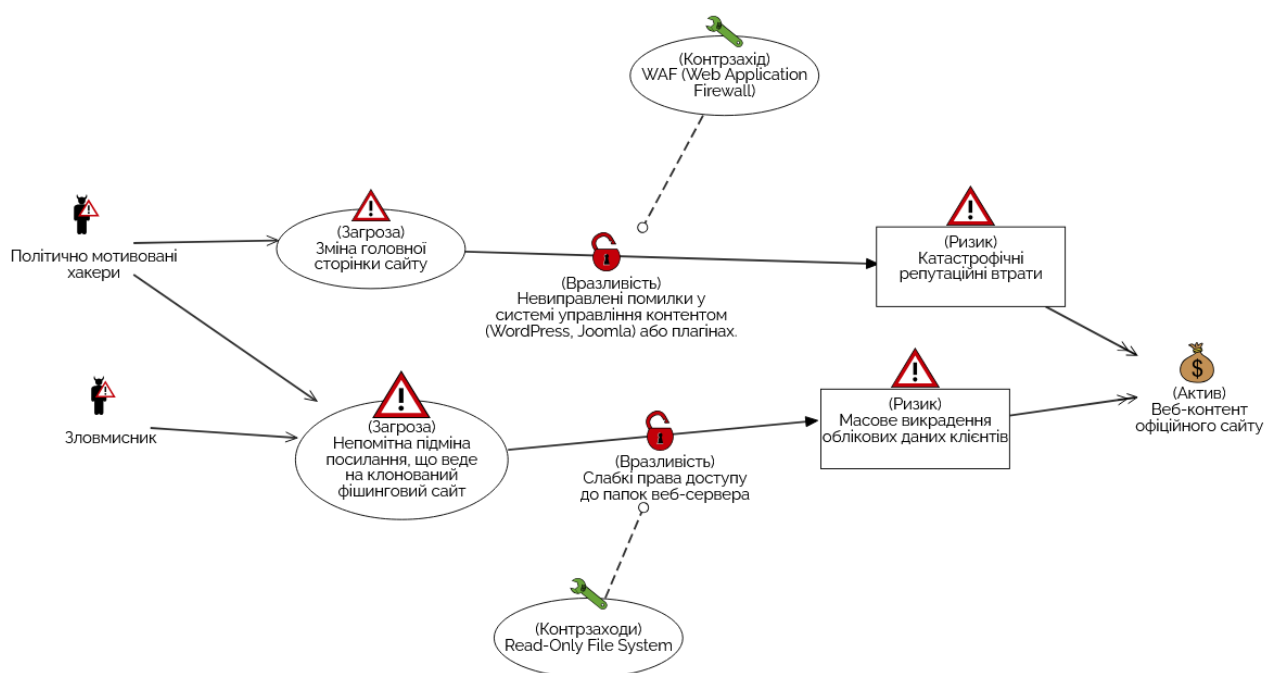 (Контрзахід)
WAF (Web Application
Firewall)
Політично мотивовані
хакери
(Загроза)
Зміна головної
сторінки сайту
(Вразливість)
Невиправлені помилки у
системі управління контентом
(WordPress, Joomla) або плагінах.
(Ризик)
Катастрофічні
репутаційні втрати
Зловмисник
(Загроза)
Непомітна підміна
посилання, що веде
на клонований
фішинговий сайт
(Вразливість)
Слабкі права доступу
до папок веб-сервера
(Ризик)
Масове викрадення
облікових даних клієнтів
$
(Актив)
Веб-контент
офіційного сайту
(Контрзаходи)
Read-Only File System